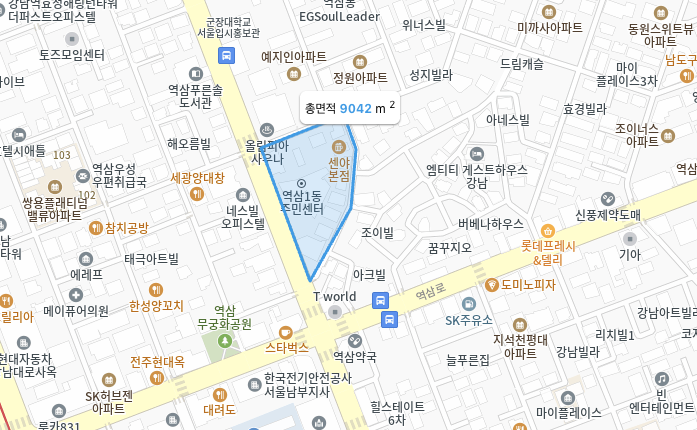 강남역효성해링턴타워
더퍼스트오피스텔
토즈모임센터
군장대학교
서울입시홍보관
EGSoulLeader
위너스빌
미까사아파트
동원스위트뷰
아파트
예지인아파트
정원아파트
성지빌라
드림캐슬
마이
플레이스3차
남도구
역삼푸른솔
도서관
총면적 9042 m 2
효경빌라
아네스빌
조이너스
아파트
해오름빌
올림피아
사우나
센야
본점
103
역삼우성
우편취급국
세광양대창
역삼1동
주민센터
엠티티 게스트하우스
강남
102
쌍용플래티넘
밸류아파트
네스빌
오피스텔
참치공방
조이빌
버베나하우스
신풍제약도매
꿈꾸지오
롯데프레시
&델리
기아
태극아트빌
에레프
아크빌
한성양꼬치
메이퓨어의원
T world
역삼로
도미노피자
역삼
무궁화공원
SK주유소
강남아트빌라
지석천평대
아파트
리치빌1
스타벅스
역삼약국
늘푸른집
강남빌라
현대자동차
강남대로사옥
전주현대옥
SK허브젠
아파트
한국전기안전공사
서울남부지사
대려도
힐스테이트
6차
마이플레이스
빈
엔터테인먼트
룩카831